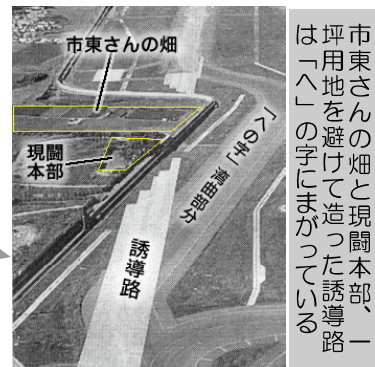 市東さんの畑と現闘本部、一
坪用地を避けて造った誘導路
は「へ」の字にまがっている
市東さんの畑
現闘
本部
「への字」湾曲部分
誘導路